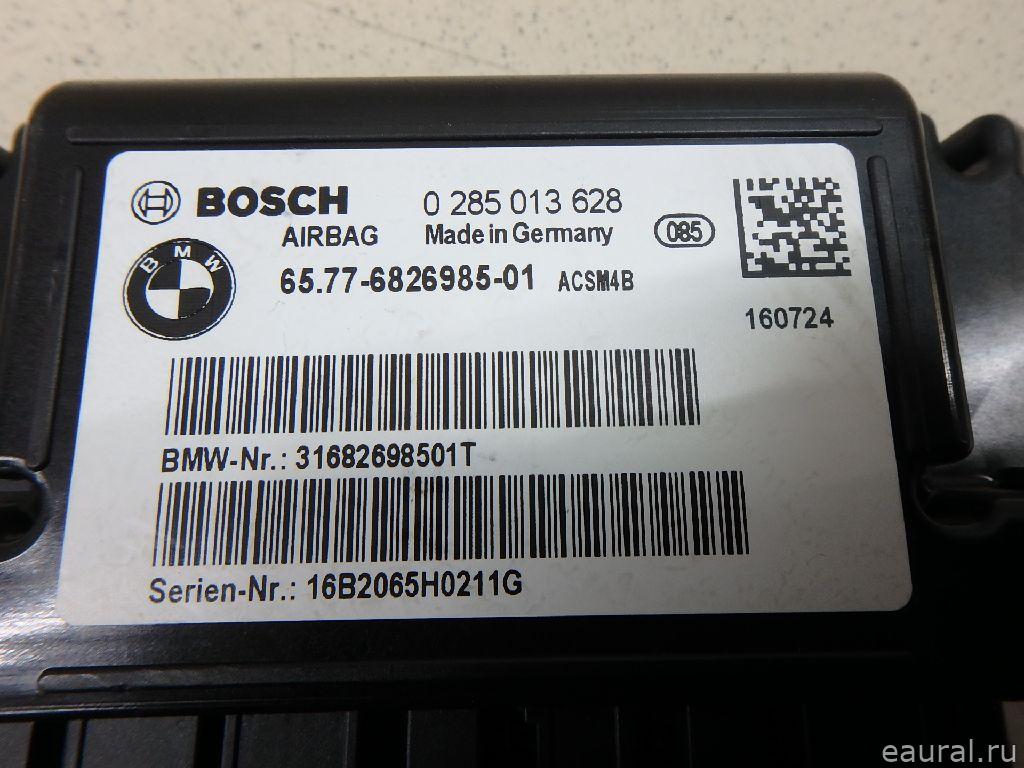 BOSCH 0 285 013 628
AIRBAG Made in Germany 085
BMW
65.77-6826985-01 ACSM4B
160724
BMW-Nr.: 31682698501T
Serien-Nr.: 16B2065H0211G
eaural.ru